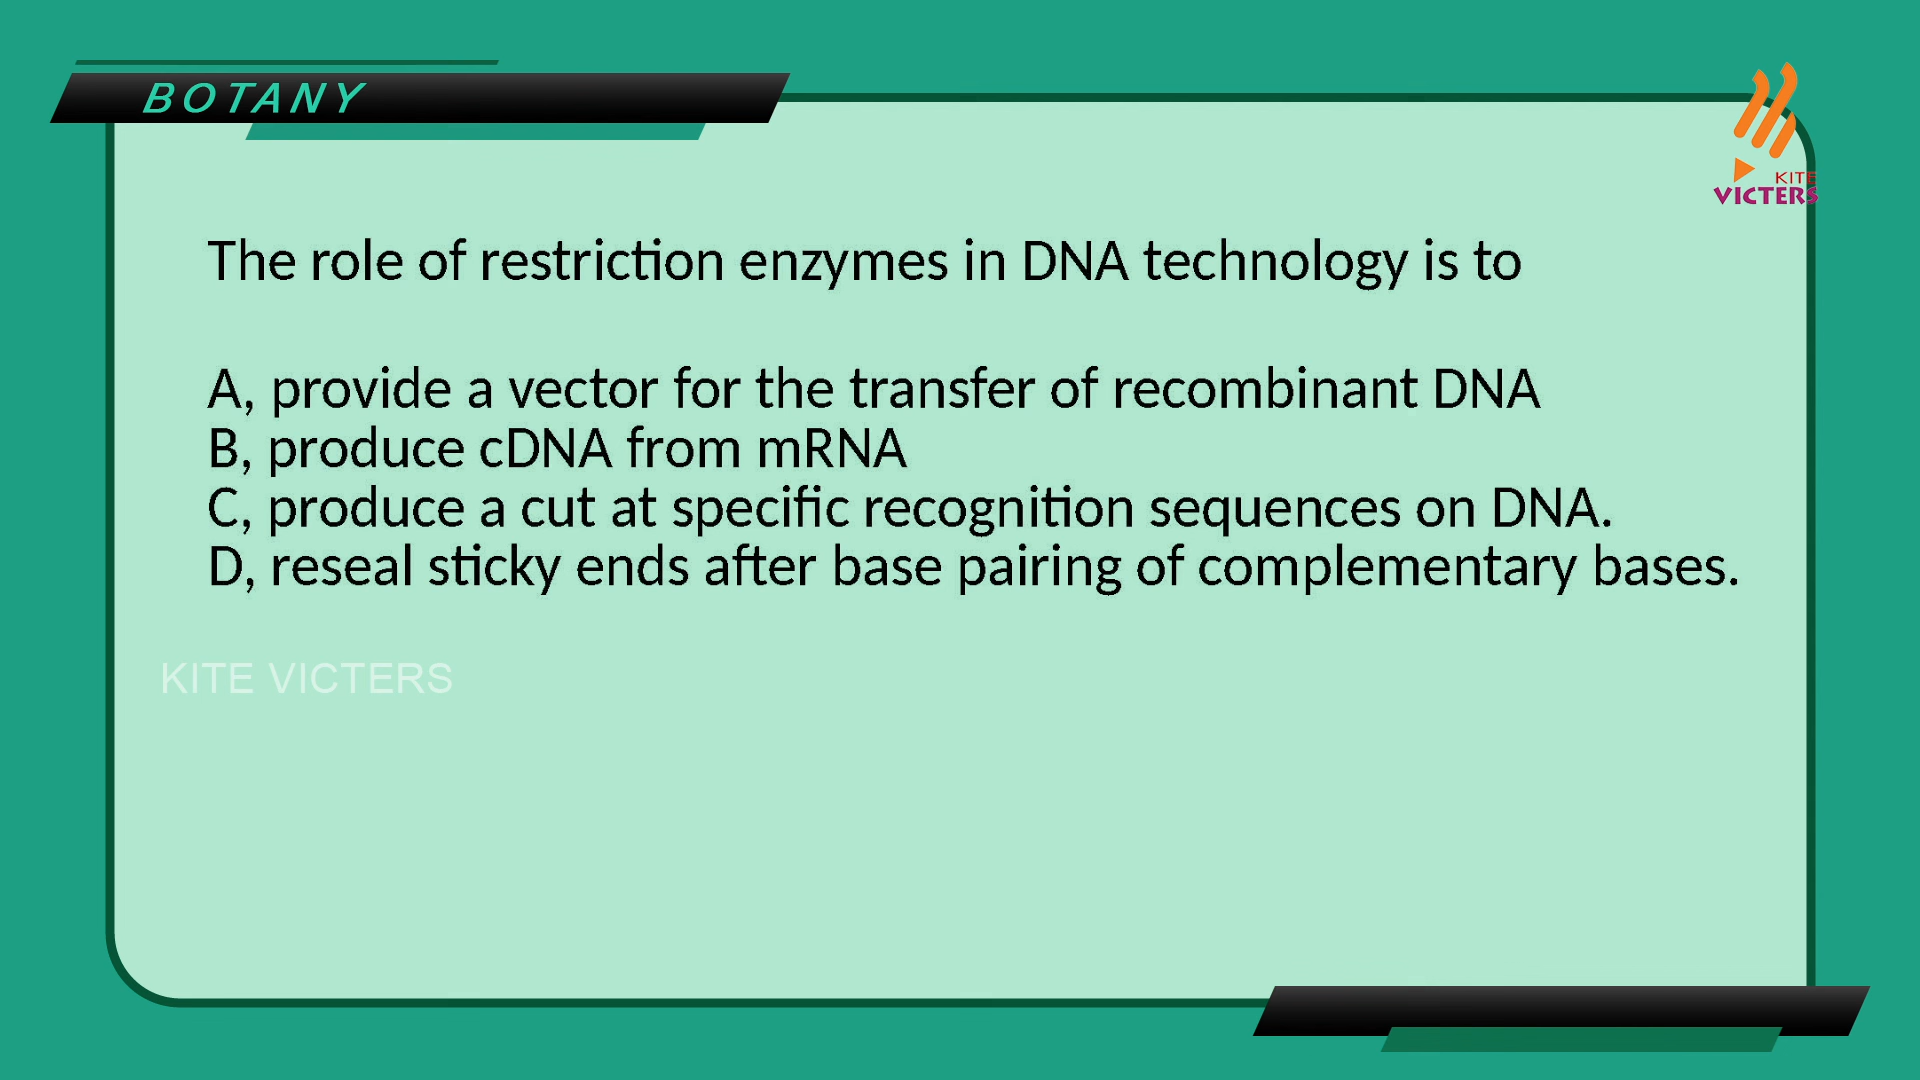 BOTANY
KITE
VICTERS
The role of restriction enzymes in DNA technology is to
A, provide a vector for the transfer of recombinant DNA
B, produce cDNA from mRNA
C, produce a cut at specific recognition sequences on DNA.
D, reseal sticky ends after base pairing of complementary bases.
KITE VICTERS